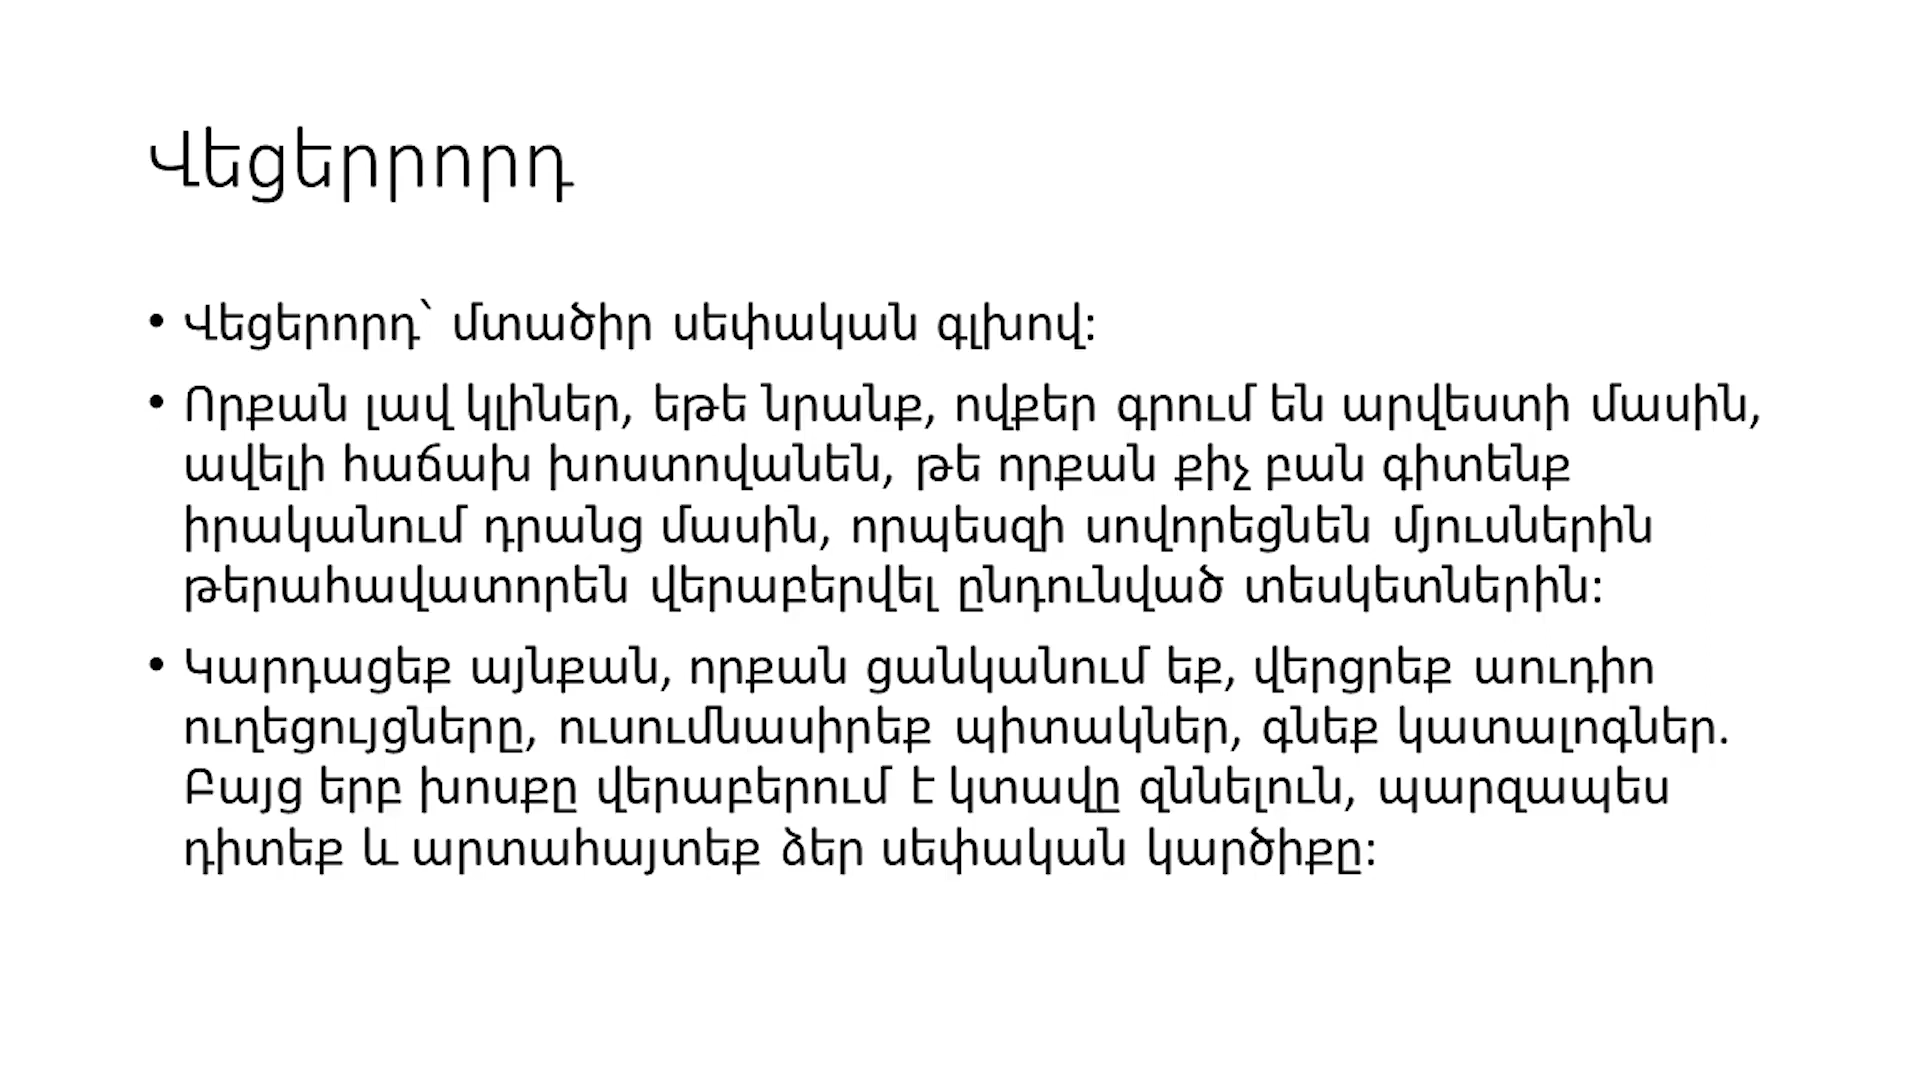 Վեցերրորդ
• Վեցերորդ՝ մտածիր սեփական գլխով:
• Որքան լավ կլիներ, եթե նրանք, ովքեր գրում են արվեստի մասին,
ավելի հաճախ խոստովանեն, թե որքան քիչ բան գիտենք
իրականում դրանց մասին, որպեսզի սովորեցնեն մյուսներին
թերահավատորեն վերաբերվել ընդունված տեսկետներին:
• Կարդացեք այնքան, որքան ցանկանում եք, վերցրեք աուդիո
ուղեցույցները, ուսումնասիրեք պիտակներ, գնեք կատալոգներ.
Բայց երբ խոսքը վերաբերում է կտավը զննելուն, պարզապես
դիտեք և արտահայտեք ձեր սեփական կարծիքը: